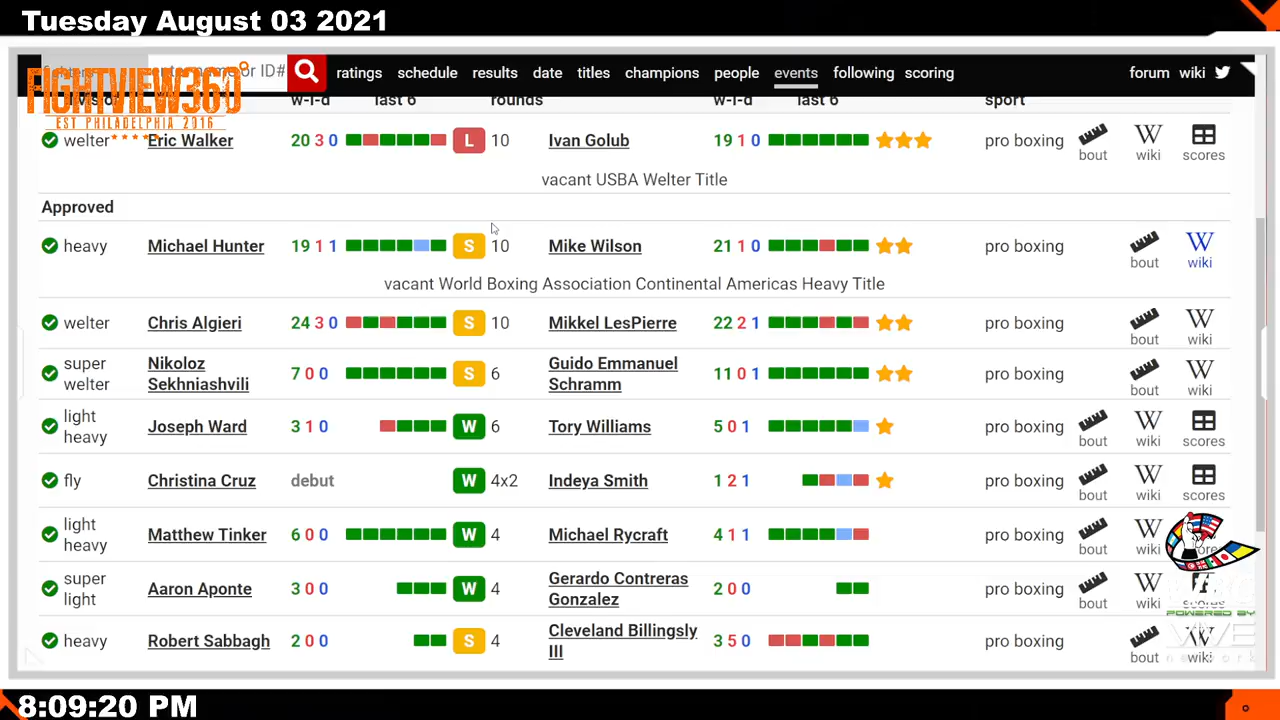 Tuesday August 03 2021
or ID# ratings schedule results date titles champions people events following scoring forum wiki
FIGHTVIEW360°
EST PHILADELPHIA 2016
w-l-d last 6 rounds w-l-d last 6 sport
welter Eric Walker 20 3 0 L 10 Ivan Golub 19 1 0 pro boxing bout wiki scores
vacant USBA Welter Title
Approved
heavy Michael Hunter 19 1 1 S 10 Mike Wilson 21 1 0 pro boxing bout wiki
vacant World Boxing Association Continental Americas Heavy Title
welter Chris Algieri 24 3 0 S 10 Mikkel LesPierre 22 2 1 pro boxing bout wiki
super welter Nikoloz Sekhniashvili 7 0 0 S 6 Guido Emmanuel Schramm 11 0 1 pro boxing bout wiki
light heavy Joseph Ward 3 1 0 W 6 Tory Williams 5 0 1 pro boxing bout wiki scores
fly Christina Cruz debut W 4x2 Indeya Smith 1 2 1 pro boxing bout wiki scores
light heavy Matthew Tinker 6 0 0 W 4 Michael Rycraft 4 1 1 pro boxing bout wiki
super light Aaron Aponte 3 0 0 W 4 Gerardo Contreras Gonzalez 2 0 0 pro boxing bout wiki scores
POWERED BY
heavy Robert Sabbagh 2 0 0 S 4 Cleveland Billingsly III 3 5 0 pro boxing bout wiki
8:09:20 PM